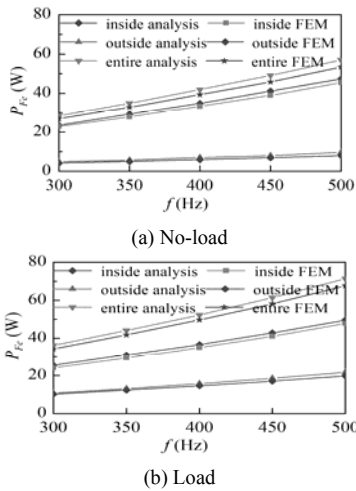 80
inside analysis inside FEM
60
outside analysis outside FEM
entire analysis entire FEM
P_Fe (W)
40
20
0
300 350 400 450 500
f (Hz)
(a) No-load
80
inside analysis inside FEM
outside analysis outside FEM
60
entire analysis entire FEM
P_Fe (W)
40
20
0
300 350 400 450 500
f (Hz)
(b) Load